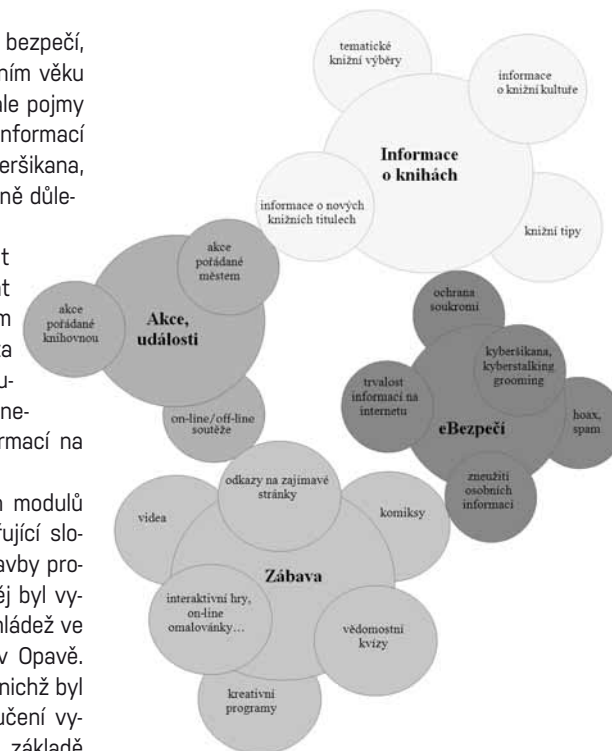 bezpečí,
ním věku
ale pojmy
nformací
eršikana,
ně důle-
t
t
m
ta
u-
ne-
rmací na
h modulů
řující slo-
avby pro-
ěj byl vy-
mládež ve
v Opavě.
nichž byl
učení vy-
základě
tematické
knižní výběry
informace
o knižní kultuře
Informace
o knihách
informace o nových
knižních titulech
knižní tipy
akce
pořádané
městem
akce
pořádané
knihovnou
Akce,
události
on-line/off-line
soutěže
ochrana
soukromí
kyberšikana,
kyberstalking
grooming
trvalost
informací na
internetu
eBezpečí
hoax,
spam
zneužití
osobních
informací
odkazy na zajímavé
stránky
videa
komiksy
Zábava
interaktivní hry,
on-line
omalovánky...
vědomostní
kvízy
kreativní
programy